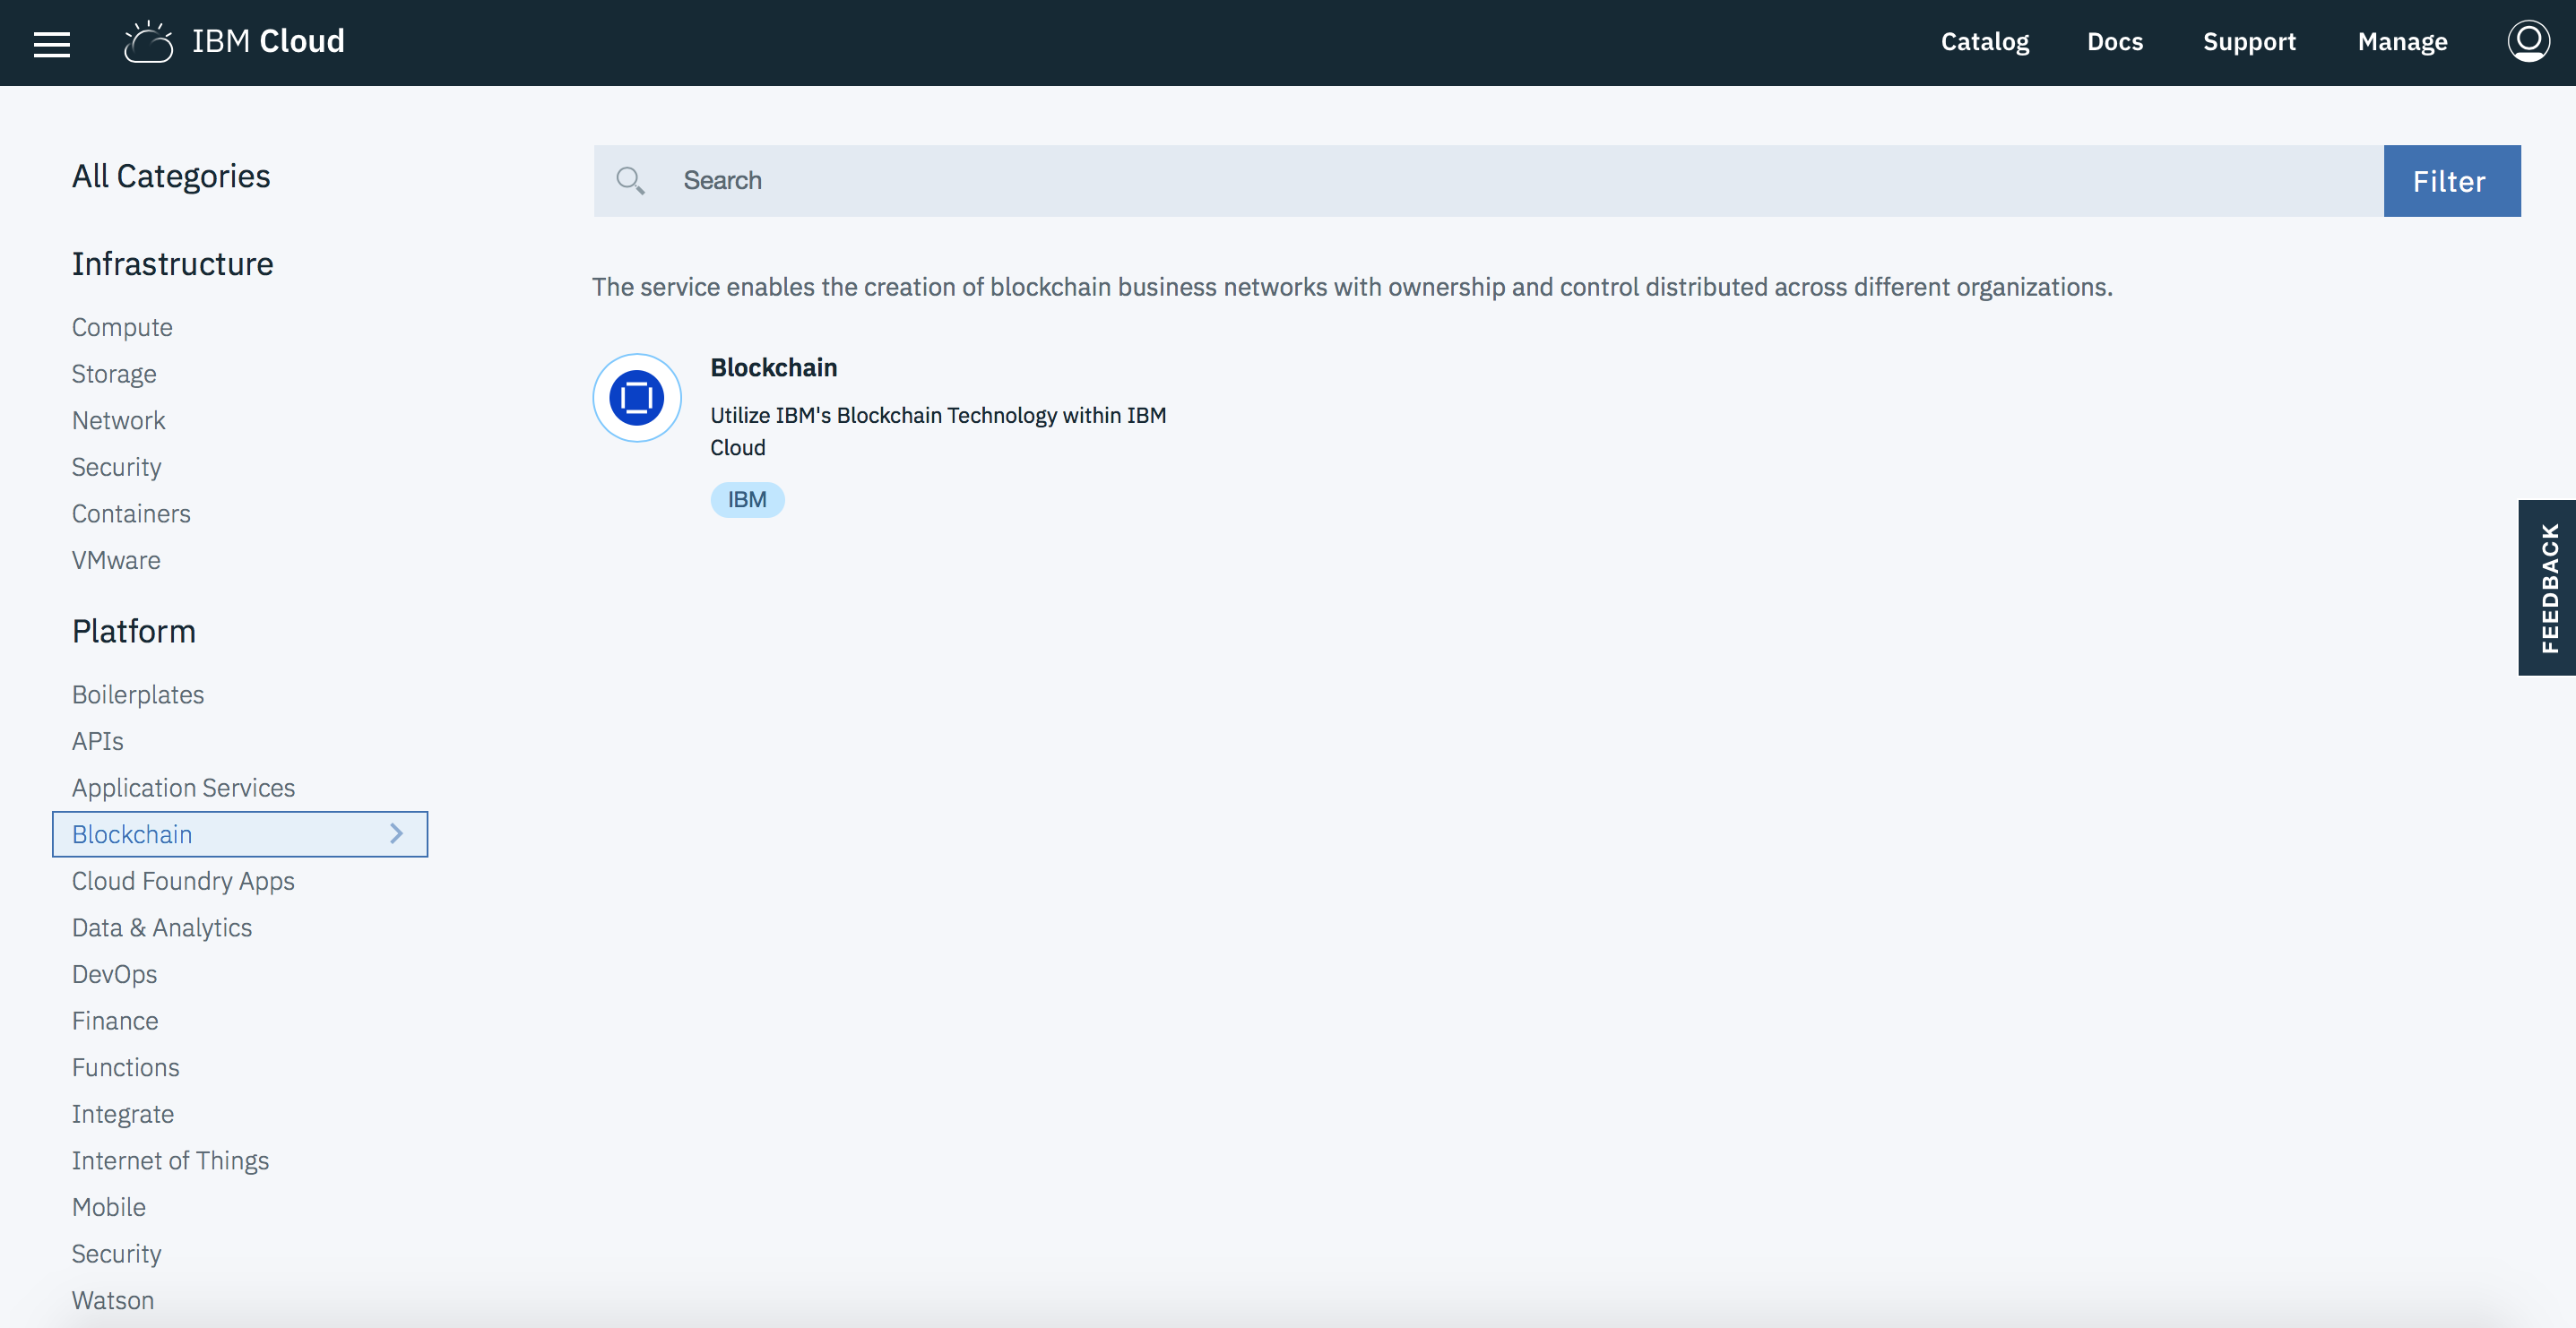 IBM Cloud
Catalog
Docs
Support
Manage
All Categories
Infrastructure
Compute
Storage
Network
Security
Containers
VMware
Platform
Boilerplates
APIs
Application Services
Blockchain
Cloud Foundry Apps
Data & Analytics
DevOps
Finance
Functions
Integrate
Internet of Things
Mobile
Security
Watson
Search
Filter
The service enables the creation of blockchain business networks with ownership and control distributed across different organizations.
Blockchain
Utilize IBM's Blockchain Technology within IBM
Cloud
IBM
FEEDBACK